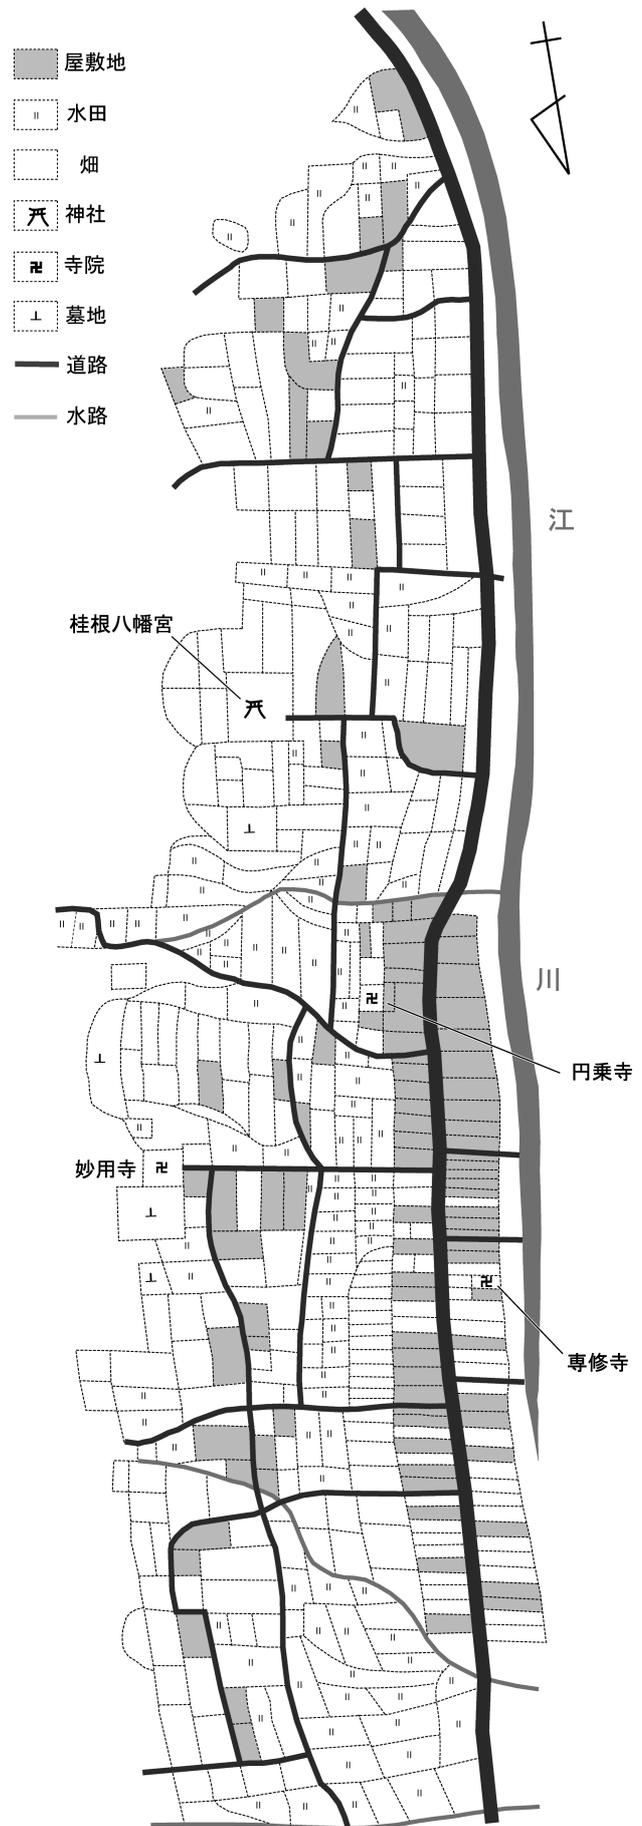 屋敷地
水田
畑
神社
寺院
墓地
道路
水路
江
桂根八幡宮
川
円乗寺
妙用寺
専修寺